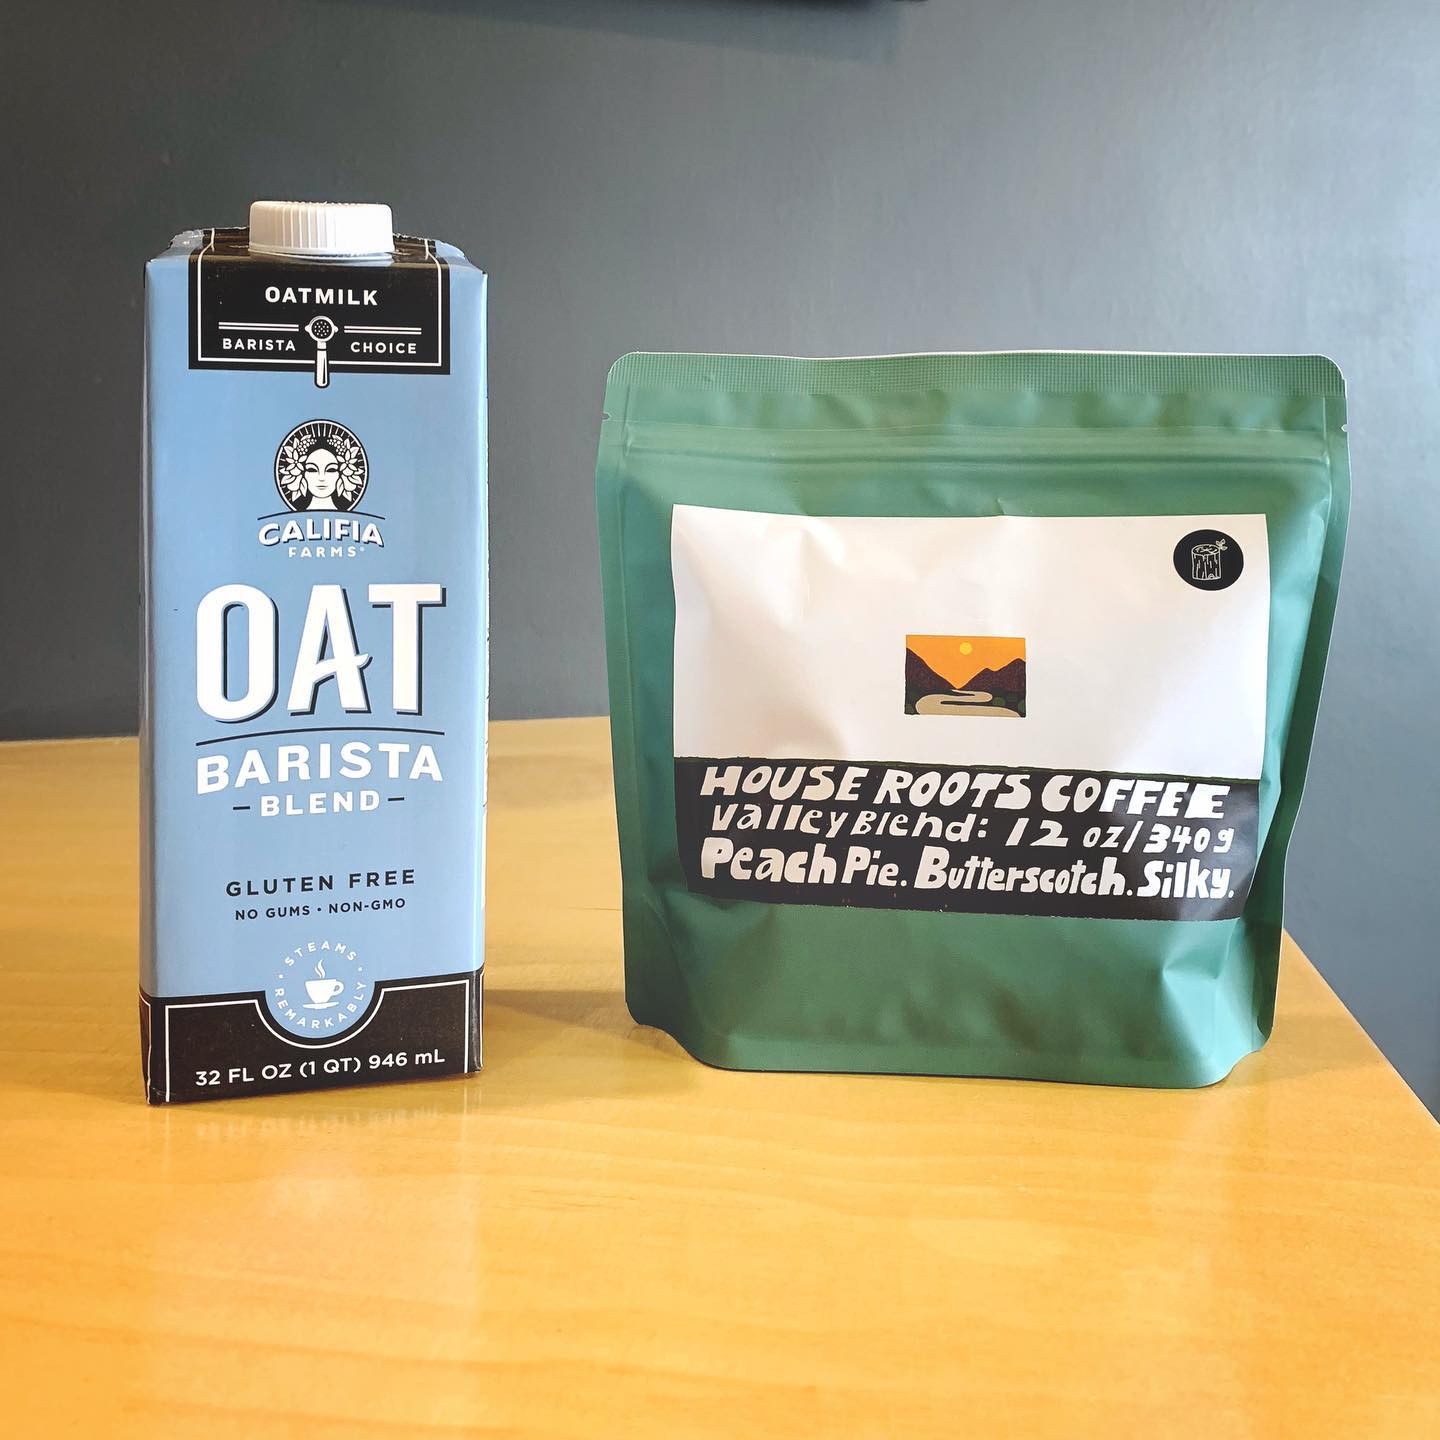 OATMILK
BARISTA CHOICE
CALIFIA
FARMS®
OAT
BARISTA
–BLEND–
GLUTEN FREE
NO GUMS • NON-GMO
• STEAMS • REMARKABLY
32 FL OZ (1 QT) 946 mL
HOUSE ROOTS COFFEE
Valley Blend: 12 oz/340g
Peach Pie. Butterscotch. Silky.